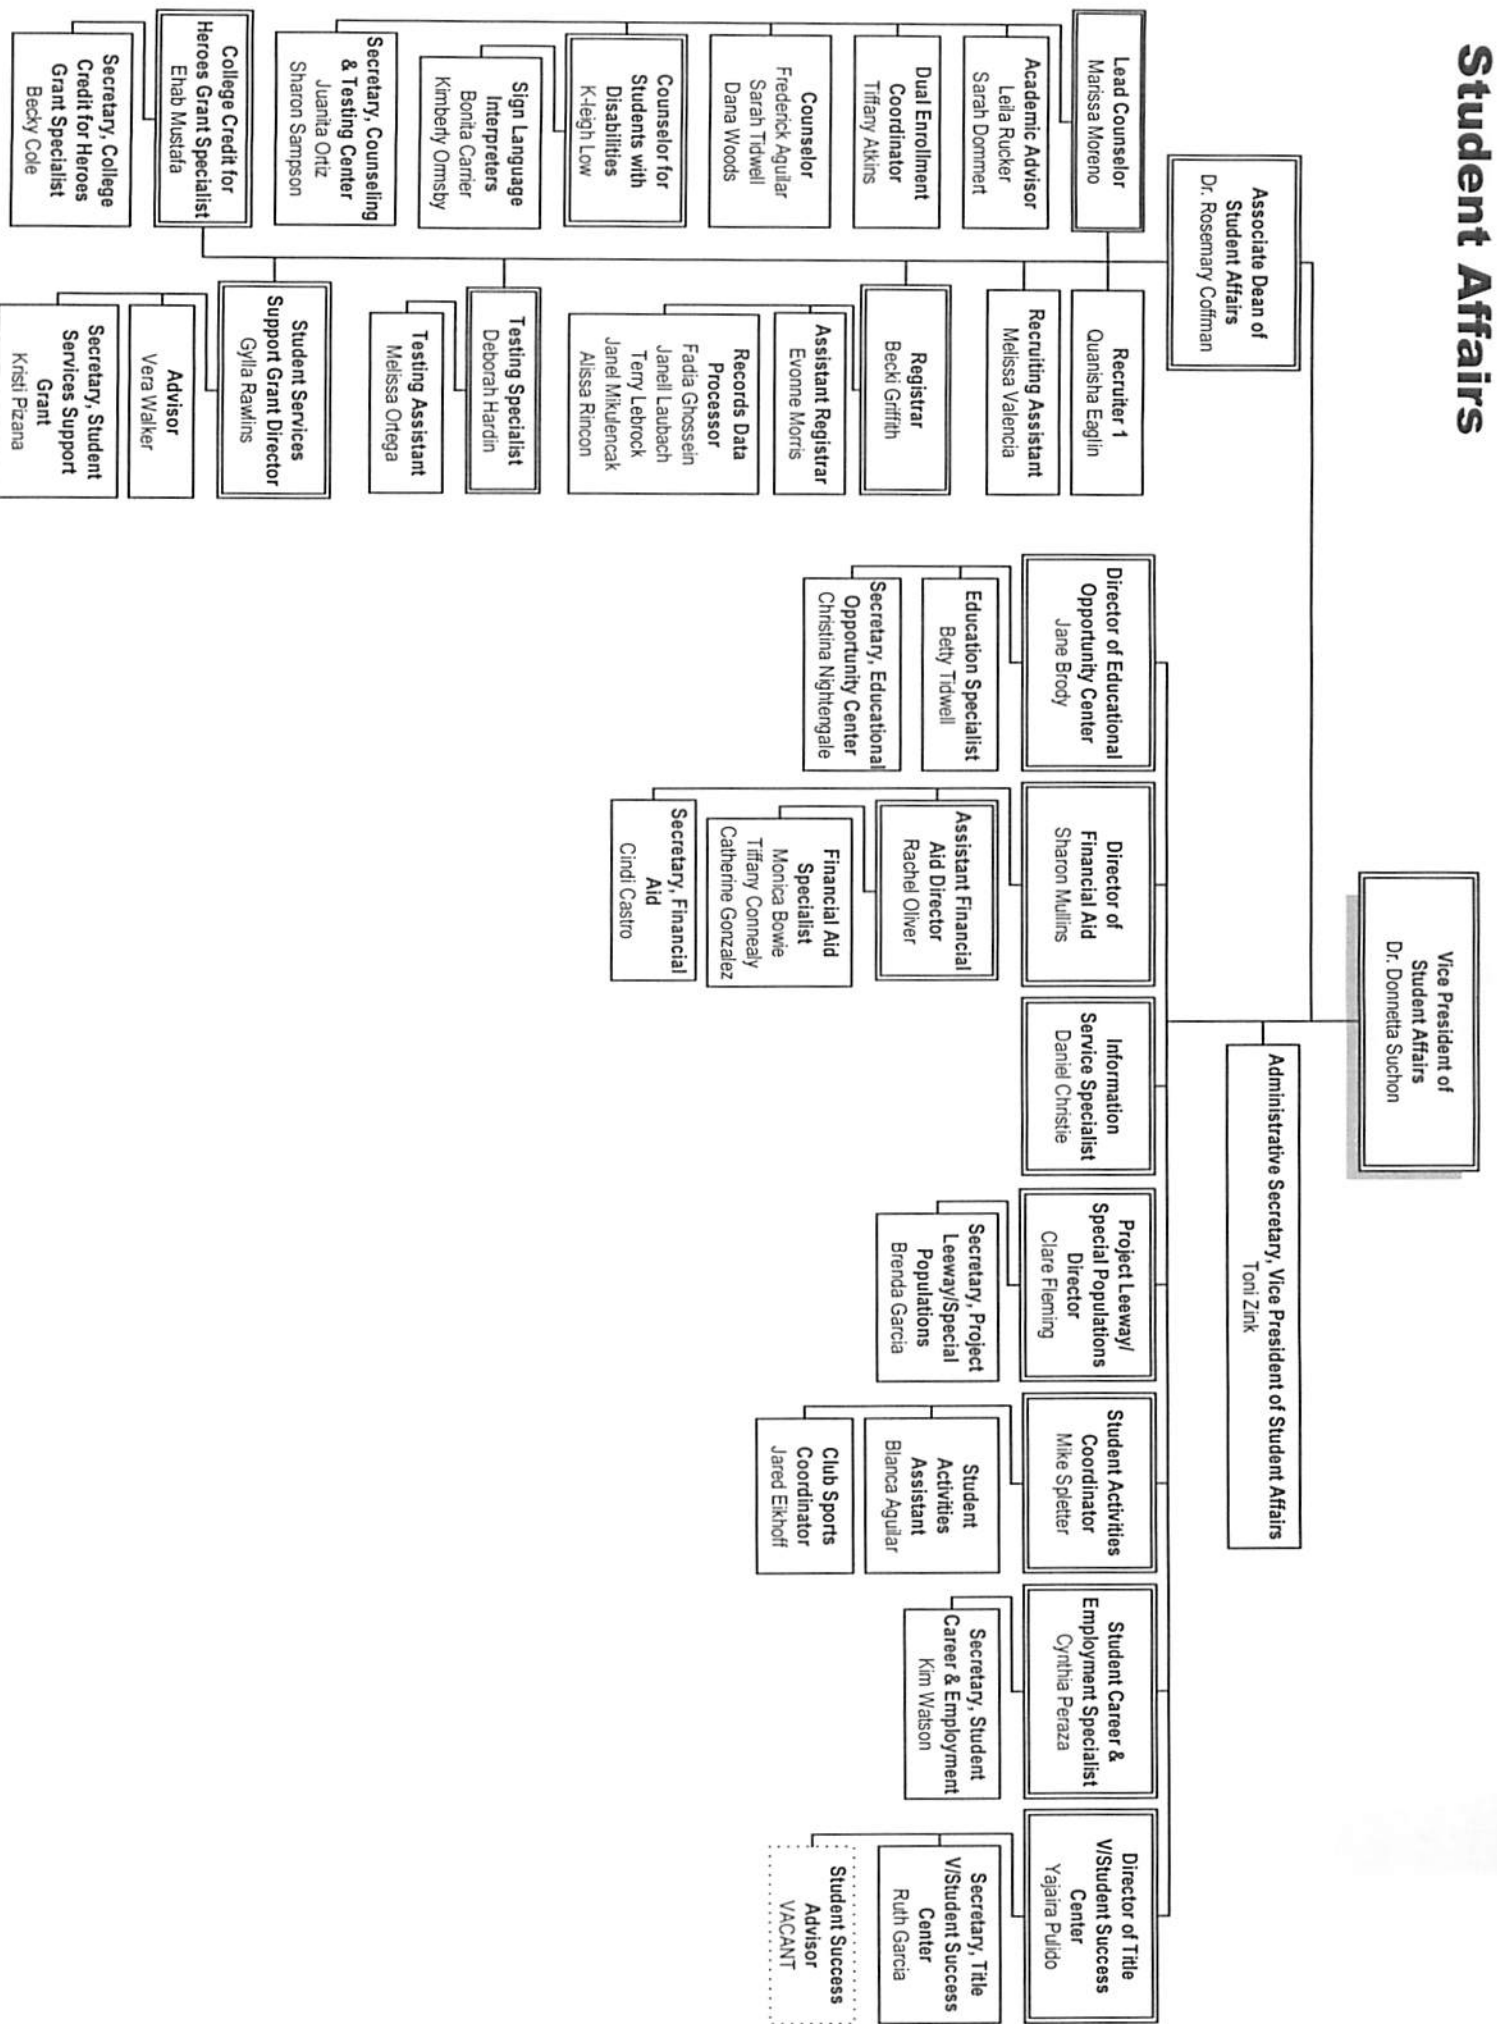 Student Affairs
Vice President of
Student Affairs
Dr. Donnetta Suchon
Administrative Secretary, Vice President of Student Affairs
Toni Zink
Associate Dean of
Student Affairs
Dr. Rosemary Coffman
Lead Counselor
Marissa Moreno
Academic Advisor
Leila Rucker
Sarah Dommert
Dual Enrollment
Coordinator
Tiffany Atkins
Counselor
Frederick Aguilar
Sarah Tidwell
Dana Woods
Counselor for
Students with
Disabilities
K-leigh Low
Sign Language
Interpreters
Bonita Carrier
Kimberly Ormsby
Secretary, Counseling
& Testing Center
Juanita Ortiz
Sharon Sampson
College Credit for
Heroes Grant Specialist
Ehab Mustafa
Secretary, College
Credit for Heroes
Grant Specialist
Becky Cole
Recruiter 1
Quanisha Eaglin
Recruiting Assistant
Melissa Valencia
Registrar
Becki Griffith
Assistant Registrar
Evonne Morris
Records Data
Processor
Fadia Ghossein
Janell Laubach
Terry Lebrock
Janel Mikulencak
Alissa Rincon
Testing Specialist
Deborah Hardin
Testing Assistant
Melissa Ortega
Student Services
Support Grant Director
Gylla Rawlins
Advisor
Vera Walker
Secretary, Student
Services Support
Grant
Kristi Pizana
Director of Educational
Opportunity Center
Jane Brody
Education Specialist
Betty Tidwell
Secretary, Educational
Opportunity Center
Christina Nightengale
Director of
Financial Aid
Sharon Mullins
Assistant Financial
Aid Director
Rachel Oliver
Financial Aid
Specialist
Monica Bowie
Tiffany Connealy
Catherine Gonzalez
Secretary, Financial
Aid
Cindi Castro
Information
Service Specialist
Daniel Christie
Project Leeway/
Special Populations
Director
Clare Fleming
Secretary, Project
Leeway/Special
Populations
Brenda Garcia
Student Activities
Coordinator
Mike Spletter
Student
Activities
Assistant
Blanca Aguilar
Club Sports
Coordinator
Jared Eikhoff
Student Career &
Employment Specialist
Cynthia Peraza
Secretary, Student
Career & Employment
Kim Watson
Director of Title
V/Student Success
Center
Yajaira Pulido
Secretary, Title
V/Student Success
Center
Ruth Garcia
Student Success
Advisor
VACANT